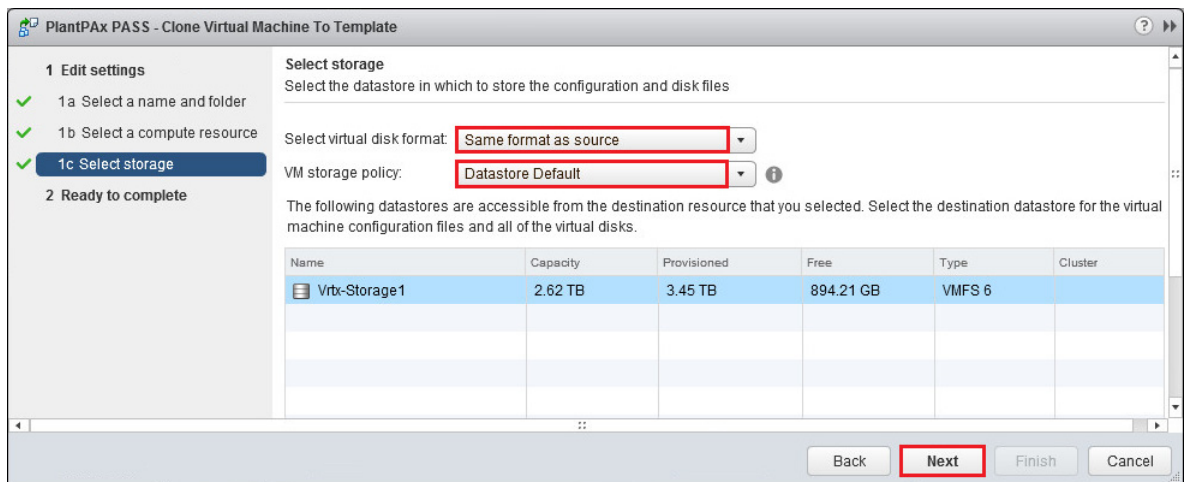 PlantPAx PASS - Clone Virtual Machine To Template
?
1 Edit settings
1a Select a name and folder
1b Select a compute resource
1c Select storage
2 Ready to complete
Select storage
Select the datastore in which to store the configuration and disk files
Select virtual disk format: Same format as source
VM storage policy: Datastore Default
The following datastores are accessible from the destination resource that you selected. Select the destination datastore for the virtual
machine configuration files and all of the virtual disks.
Name Capacity Provisioned Free Type Cluster
Vrtx-Storage1 2.62 TB 3.45 TB 894.21 GB VMFS 6
Back Next Finish Cancel